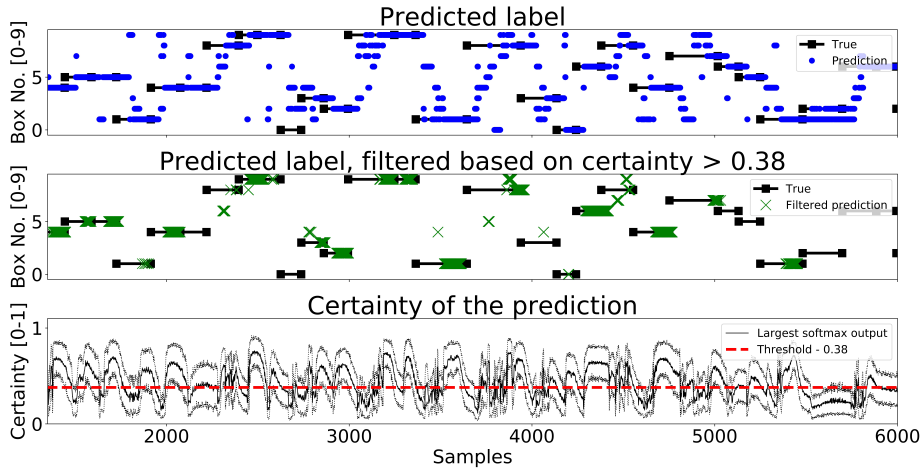 Predicted label
Box No. [0-9]
5
0
True
Prediction
Predicted label, filtered based on certainty > 0.38
Box No. [0-9]
5
0
True
Filtered prediction
Certainty of the prediction
Certainty [0-1]
1
0
Largest softmax output
Threshold - 0.38
2000 3000 4000 5000 6000
Samples